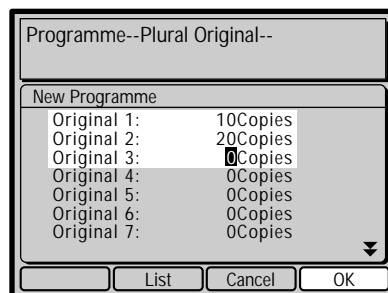 Programme--Plural Original--
New Programme
Original 1: 10Copies
Original 2: 20Copies
Original 3: 0Copies
Original 4: 0Copies
Original 5: 0Copies
Original 6: 0Copies
Original 7: 0Copies
List Cancel OK